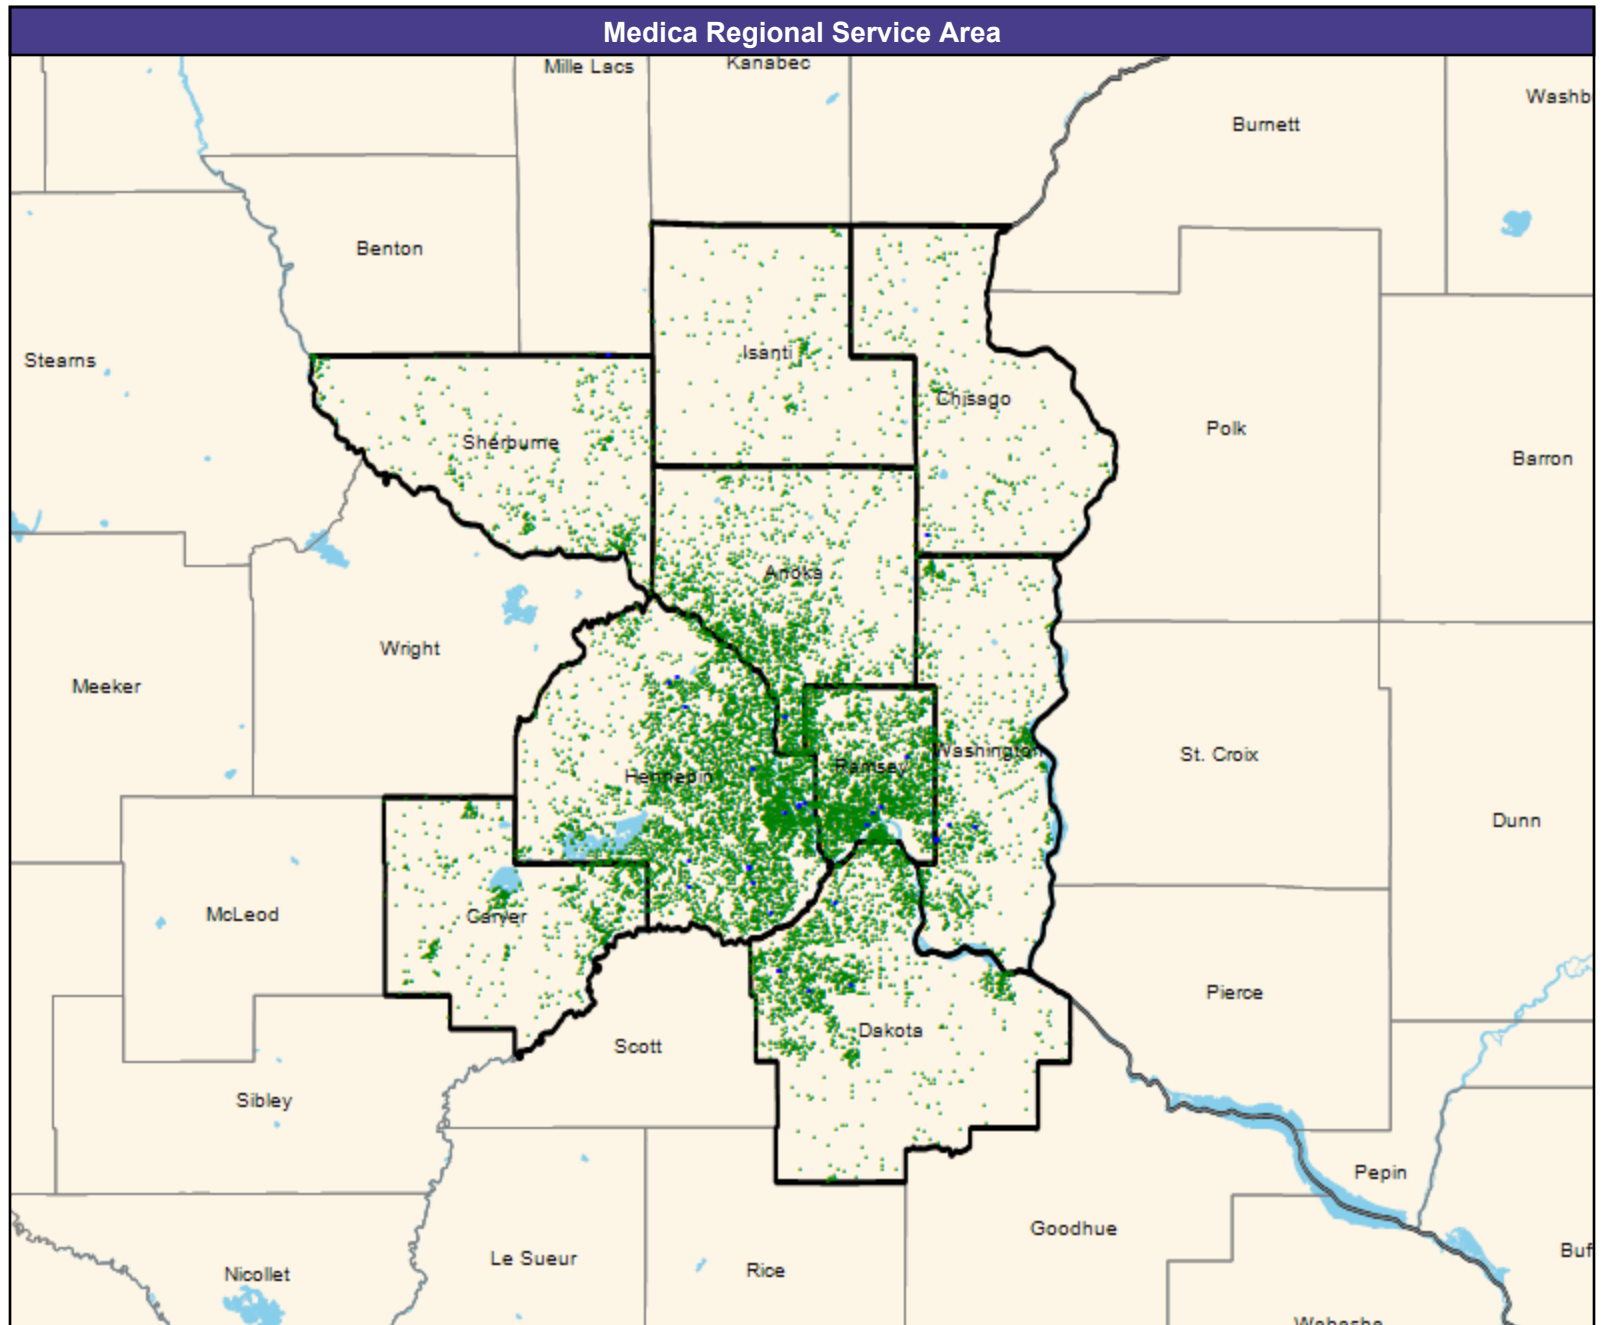 Medica Regional Service Area
Mille Lacs
Kanabec
Washb
Burnett
Benton
Stearns
Isanti
Chisago
Sherburne
Polk
Barron
Anoka
Wright
Meeker
Washington
St. Croix
Ramsey
Hennepin
Dunn
McLeod
Carver
Pierce
Dakota
Scott
Sibley
Pepin
Goodhue
Buf
Le Sueur
Rice
Nicollet
Wabasha